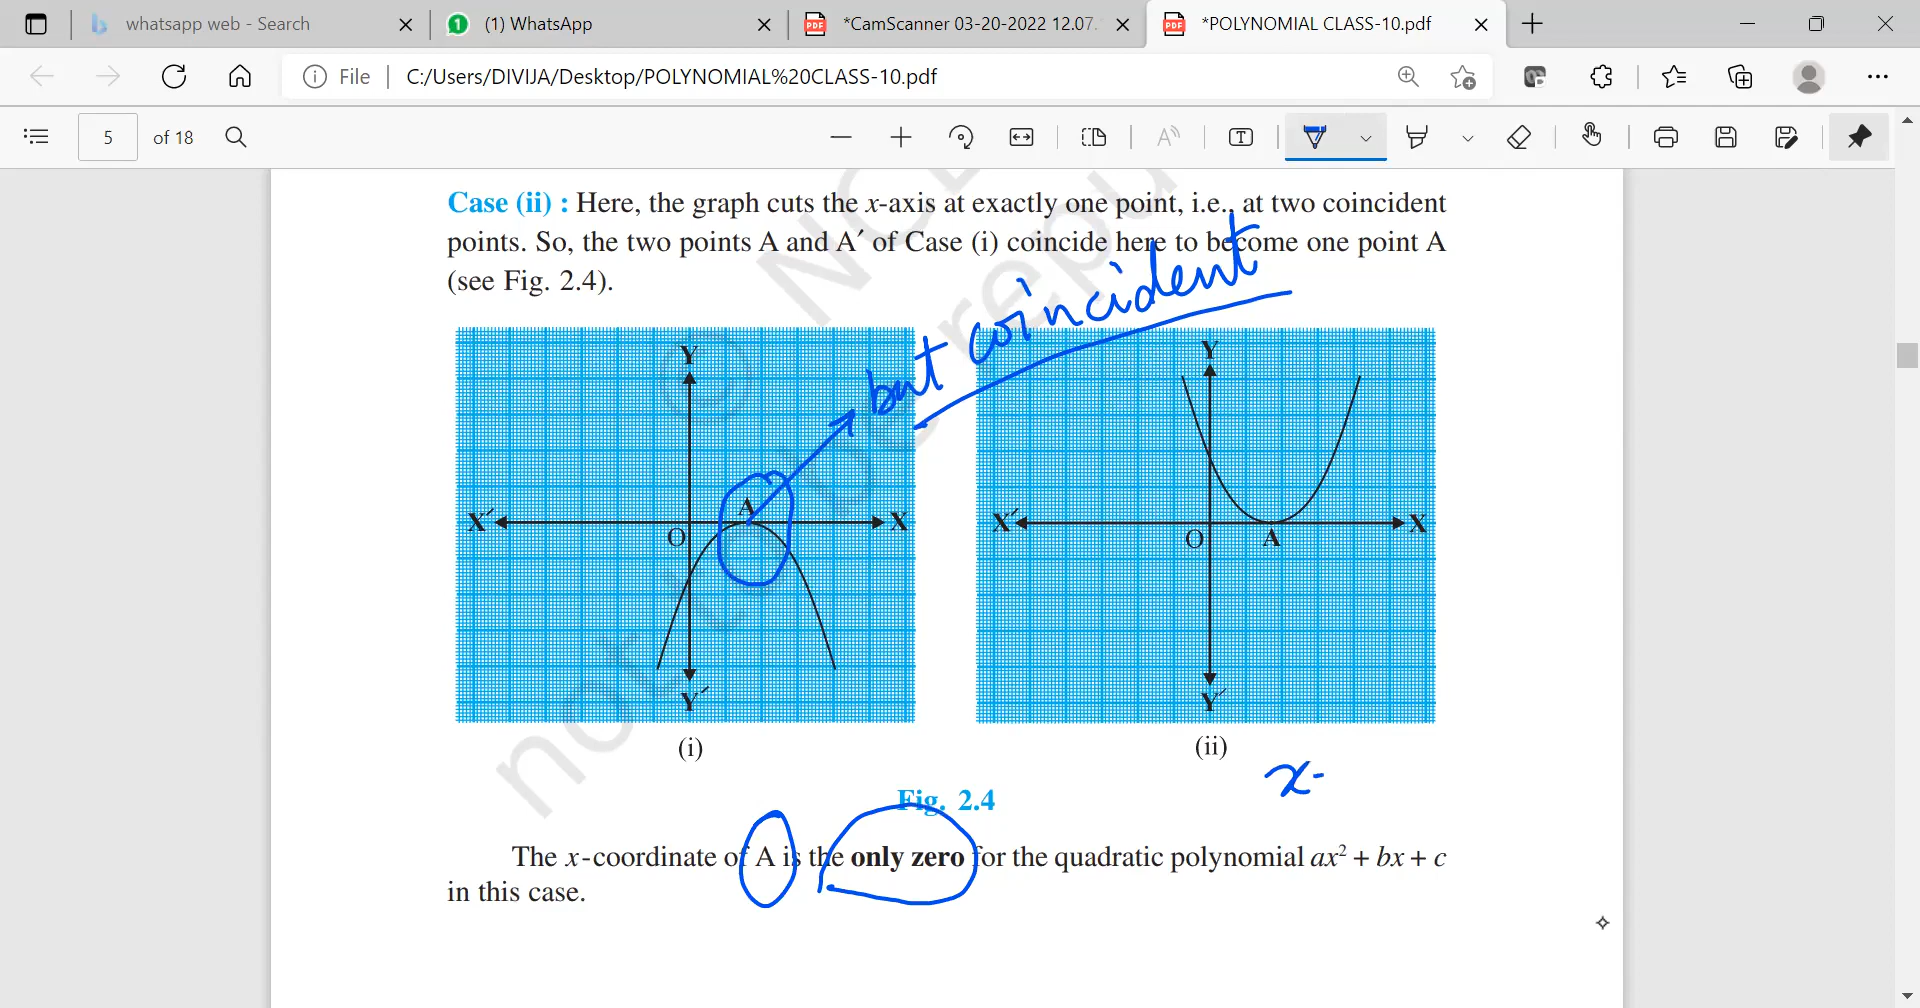 whatsapp web - Search
(1) WhatsApp
*CamScanner 03-20-2022 12.07.
*POLYNOMIAL CLASS-10.pdf
File
C:/Users/DIVIJA/Desktop/POLYNOMIAL%20CLASS-10.pdf
5 of 18
Case (ii) : Here, the graph cuts the x-axis at exactly one point, i.e., at two coincident
points. So, the two points A and A′ of Case (i) coincide here to become one point A
(see Fig. 2.4).
but coincident
Y
A
X′
X
O
Y′
(i)
Y
X′
X
O
A
Y′
(ii)
x-
Fig. 2.4
The x-coordinate of A is the only zero for the quadratic polynomial ax² + bx + c
in this case.